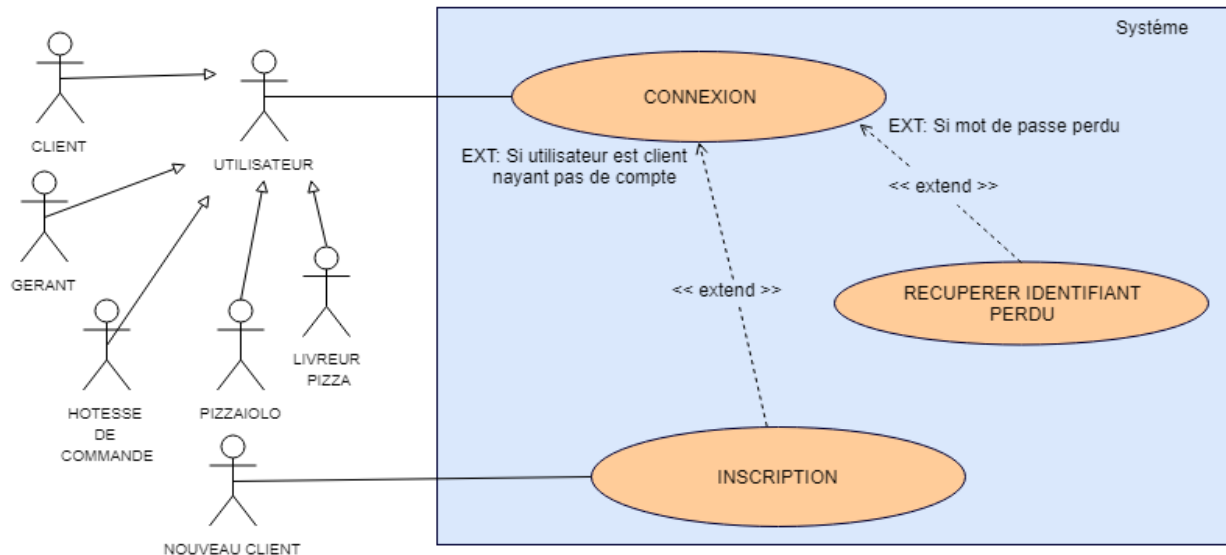 Systéme
CLIENT
UTILISATEUR
CONNEXION
EXT: Si mot de passe perdu
EXT: Si utilisateur est client
nayant pas de compte
<< extend >>
GERANT
<< extend >>
RECUPERER IDENTIFIANT
PERDU
LIVREUR
PIZZA
HOTESSE
DE
COMMANDE
PIZZAIOLO
INSCRIPTION
NOUVEAU CLIENT